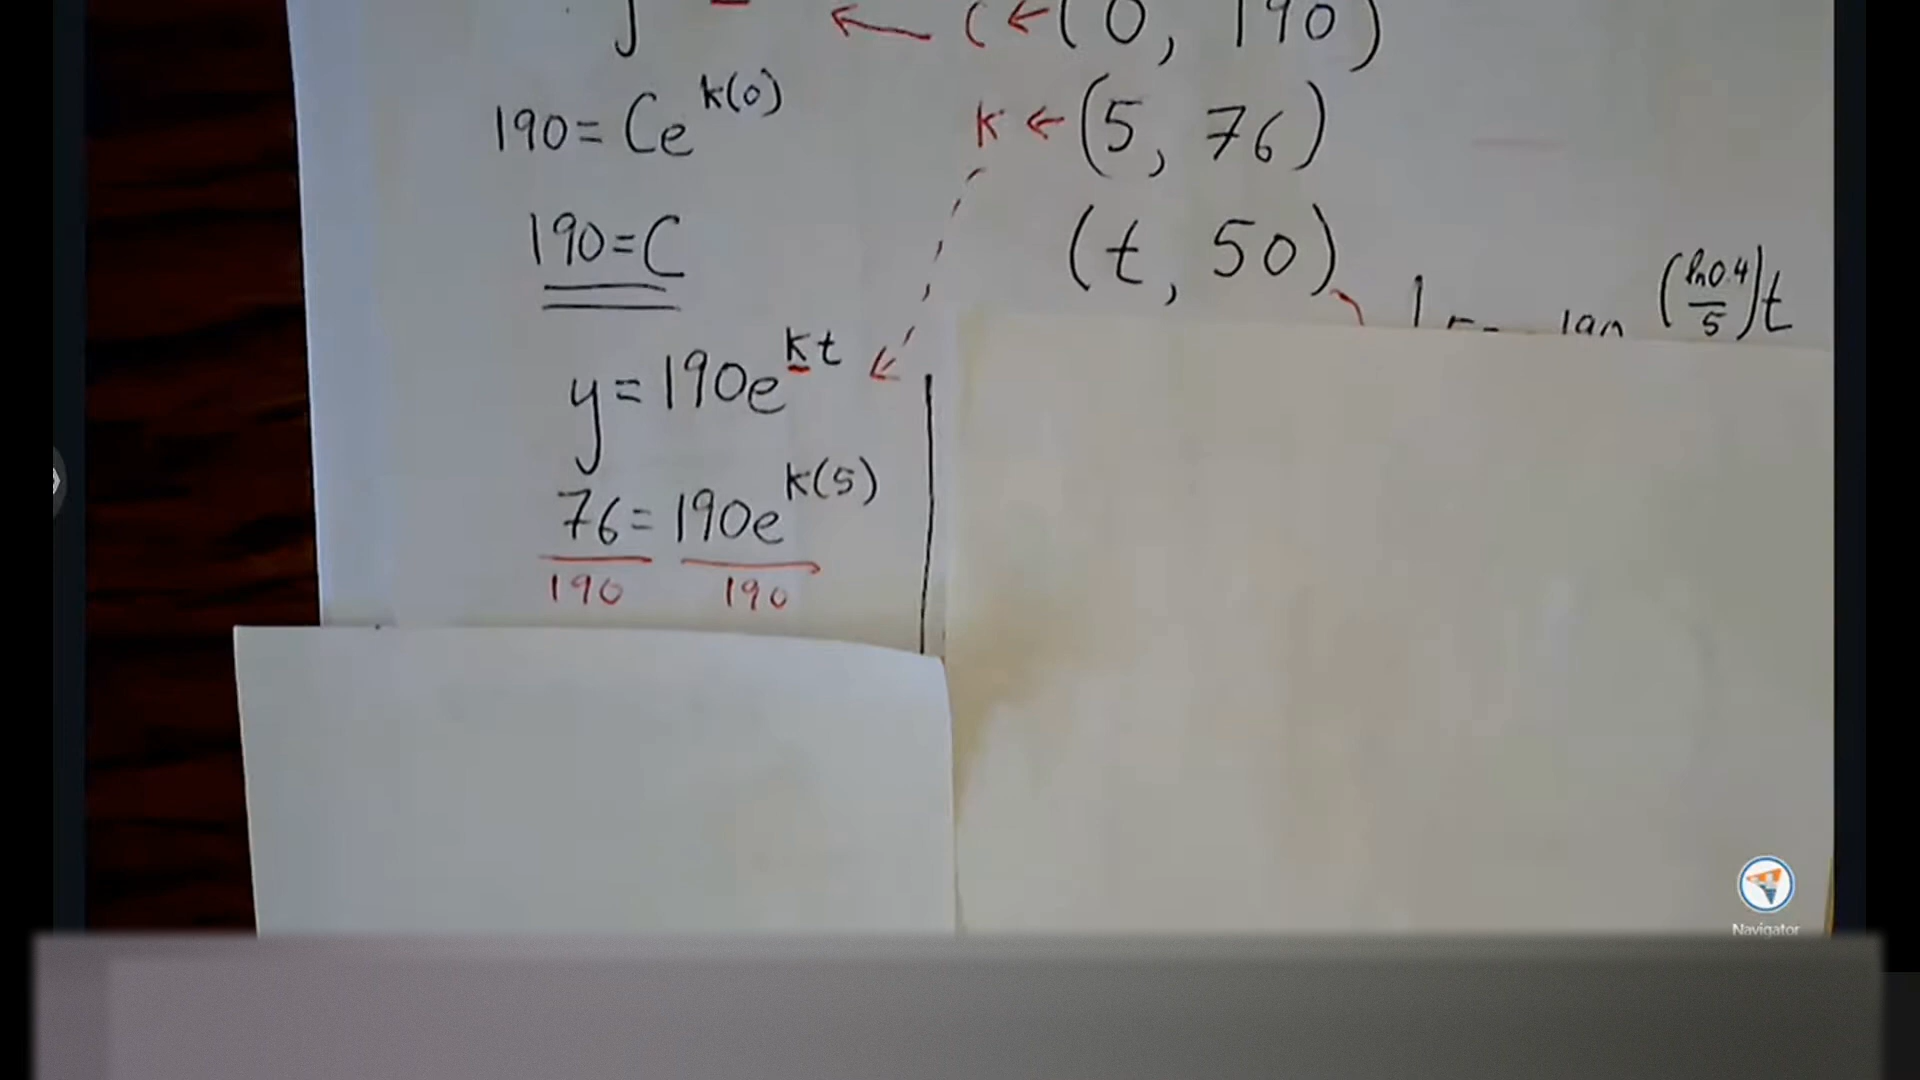 C ← (0, 190)
190 = Ce^k(0)
k ← (5, 76)
190 = C
(t, 50)
(ln0.4/5)t
y = 190e^kt
76 = 190e^k(5)
190 190
Navigator